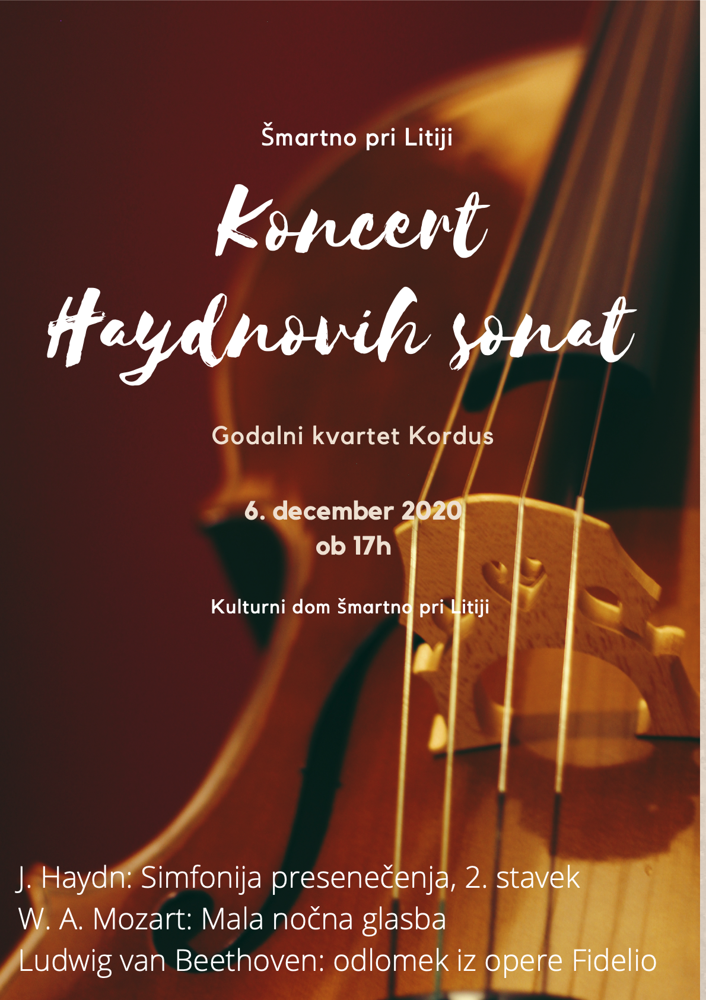 Šmartno pri Litiji
Koncert
Haydnovih sonat
Godalni kvartet Kordus
6. december 2020
ob 17h
Kulturni dom šmartno pri Litiji
J. Haydn: Simfonija presenečenja, 2. stavek
W. A. Mozart: Mala nočna glasba
Ludwig van Beethoven: odlomek iz opere Fidelio